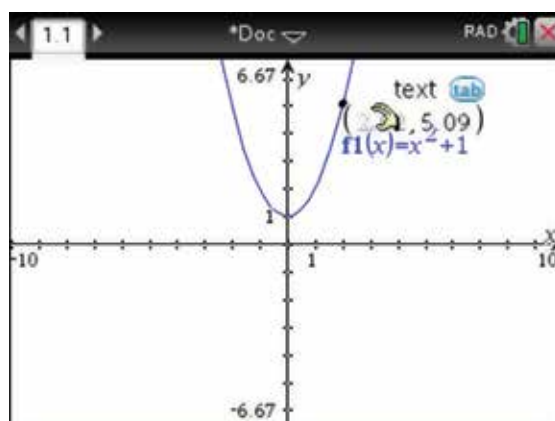 1.1 *Doc RAD
6.67 y
text tab
( 2 , 5.09 )
f1(x)=x²+1
1
x
-10 1 10
-6.67